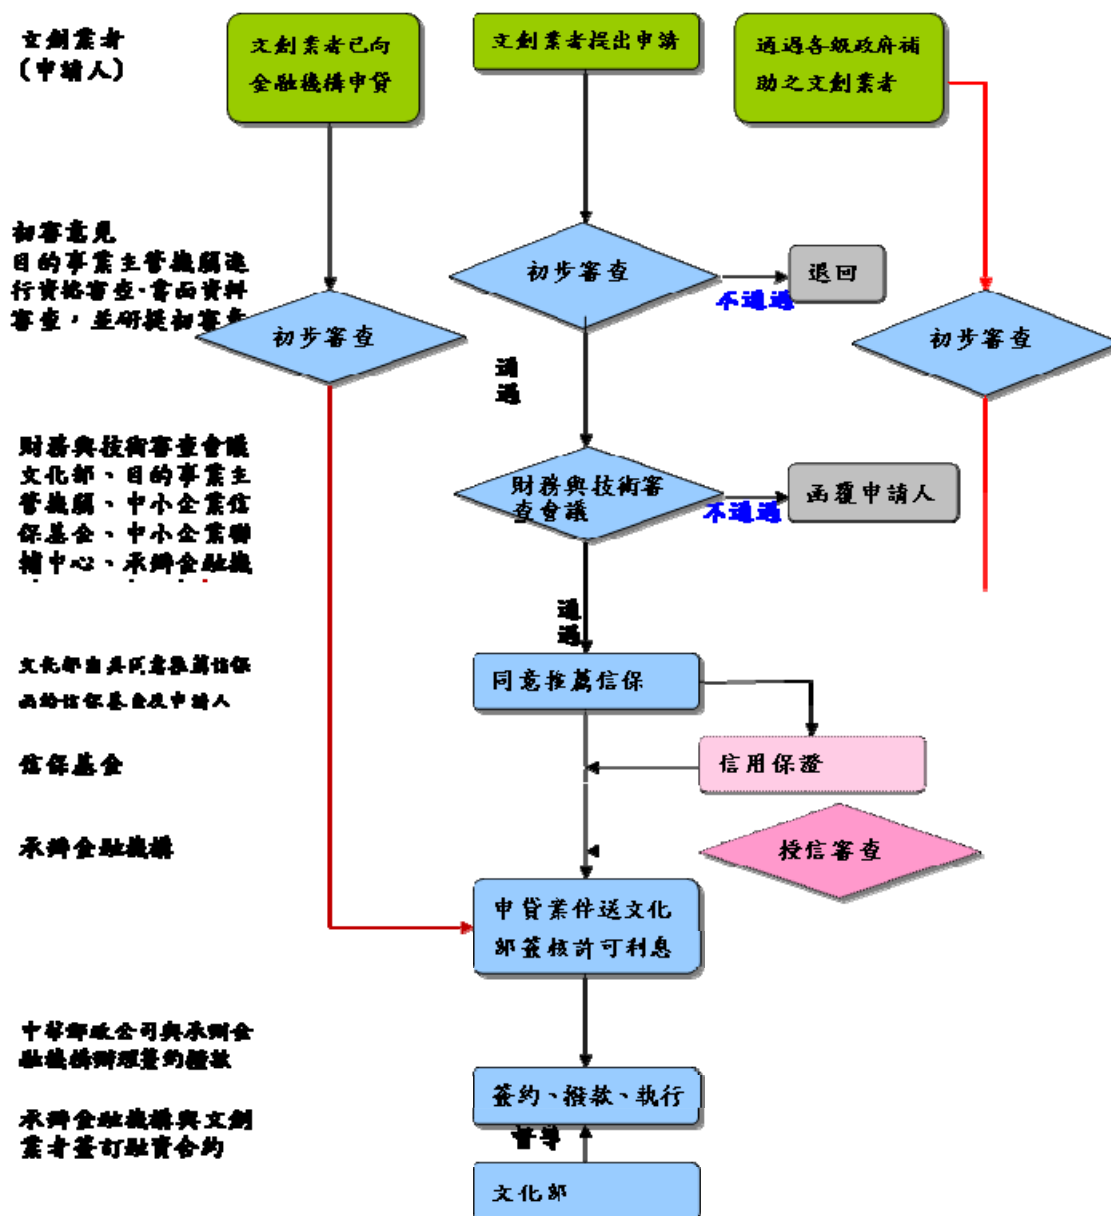 文創業者
(申請人)
文創業者已向
金融機構申貸
文創業者提出申請
通過各級政府補
助之文創業者
初審意見
目的事業主管機關進
行資格審查、書面資料
審查，並研提初審意
初步審查
初步審查
不通過
退回
初步審查
通
過
財務與技術審查會議
文化部、目的事業主
管機關、中小企業信
保基金、中小企業聯
輔中心、承辦金融機
財務與技術審
查會議
不通過
函覆申請人
通
過
文化部出具同意推薦信保
函給信保基金及申請人
同意推薦信保
信保基金
信用保證
承辦金融機構
授信審查
申貸案件送文化
部簽核許可利息
中華郵政公司與承辦金
融機構辦理簽約撥款
簽約、撥款、執行
承辦金融機構與文創
業者簽訂融資合約
督導
文化部